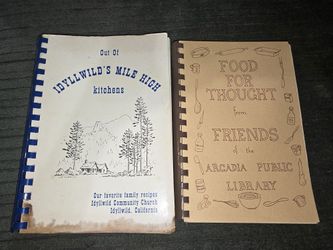 Out Of
IDYLLWILD'S MILE HIGH
kitchens
Our favorite family recipes
Idyllwild Community Church
Idyllwild, California
FOOD
FOR
THOUGHT
from
FRIENDS
of the
ARCADIA PUBLIC
LIBRARY